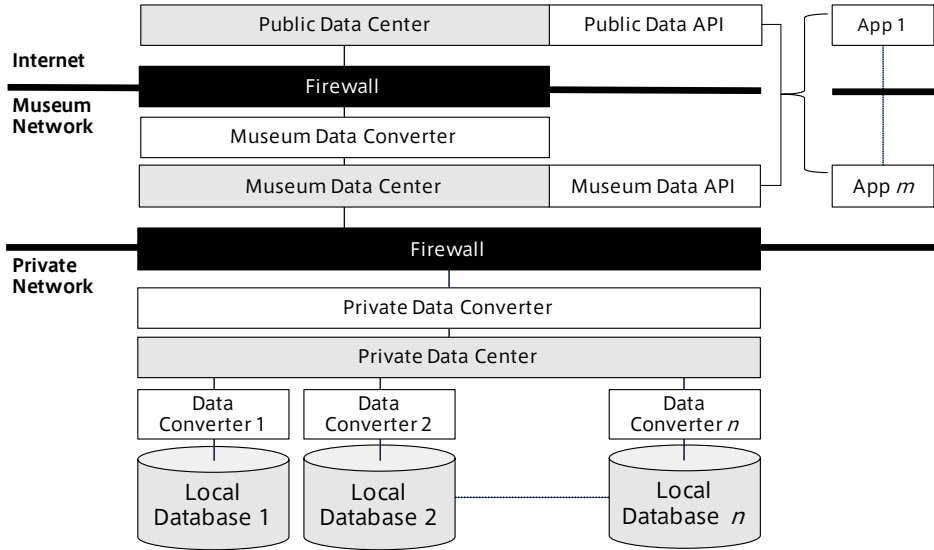 Public Data Center
Public Data API
App 1
Internet
Firewall
Museum
Network
Museum Data Converter
Museum Data Center
Museum Data API
App m
Firewall
Private
Network
Private Data Converter
Private Data Center
Data
Converter 1
Data
Converter 2
Data
Converter n
Local
Database 1
Local
Database 2
Local
Database n